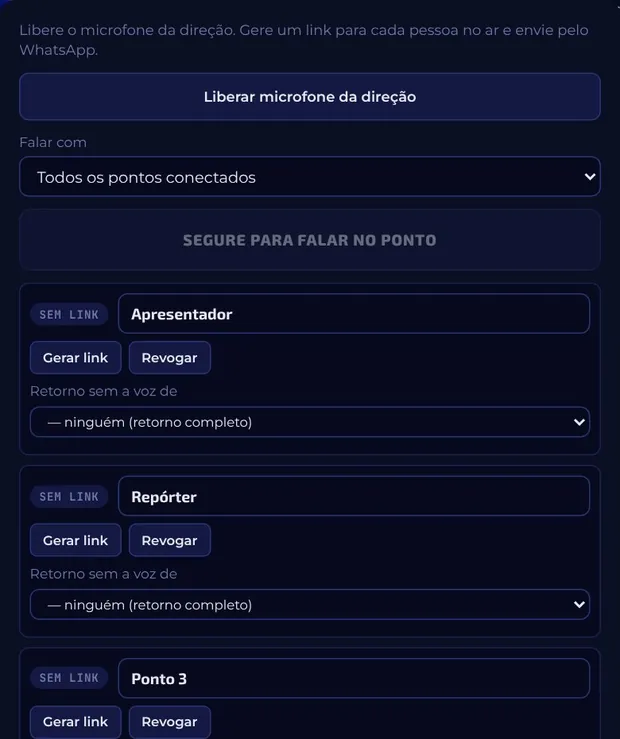 Libere o microfone da direção. Gere um link para cada pessoa no ar e envie pelo
WhatsApp.
Liberar microfone da direção
Falar com
Todos os pontos conectados
SEGURE PARA FALAR NO PONTO
SEM LINK Apresentador
Gerar link Revogar
Retorno sem a voz de
— ninguém (retorno completo)
SEM LINK Repórter
Gerar link Revogar
Retorno sem a voz de
— ninguém (retorno completo)
SEM LINK Ponto 3
Gerar link Revogar